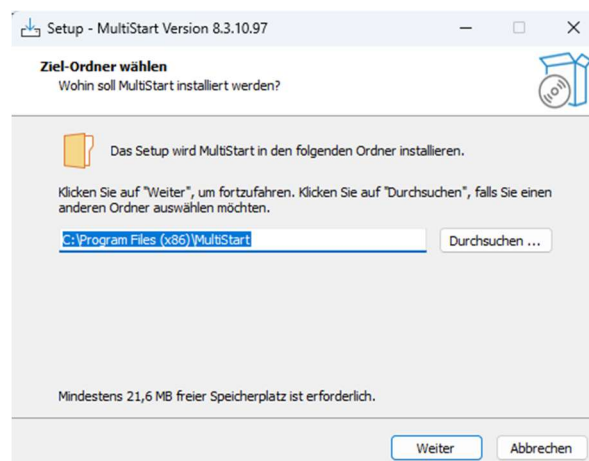 Setup - MultiStart Version 8.3.10.97
Ziel-Ordner wählen
Wohin soll MultiStart installiert werden?
Das Setup wird MultiStart in den folgenden Ordner installieren.
Klicken Sie auf "Weiter", um fortzufahren. Klicken Sie auf "Durchsuchen", falls Sie einen
anderen Ordner auswählen möchten.
C:\Program Files (x86)\MultiStart
Durchsuchen ...
Mindestens 21,6 MB freier Speicherplatz ist erforderlich.
Weiter
Abbrechen